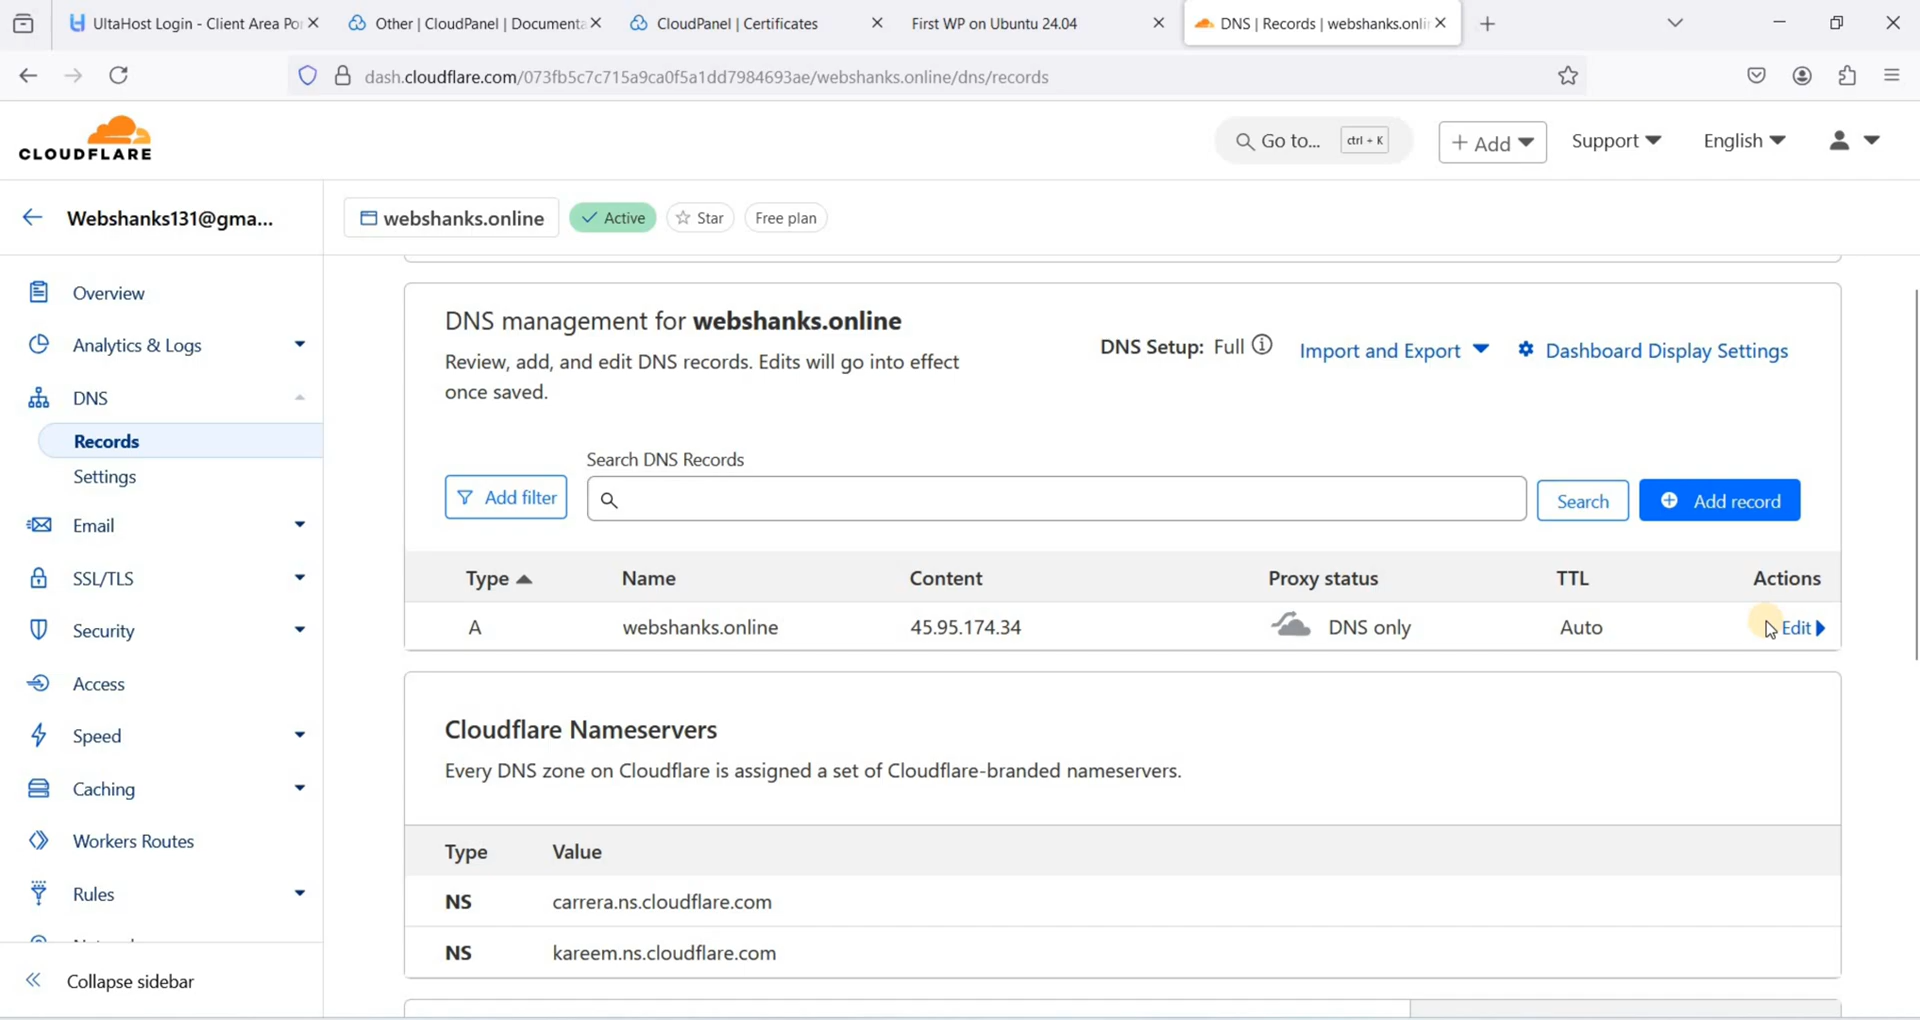 UltaHost Login - Client Area Por
Other | CloudPanel | Documenta
CloudPanel | Certificates
First WP on Ubuntu 24.04
DNS | Records | webshanks.onli
dash.cloudflare.com/073fb5c7c715a9ca0f5a1dd7984693ae/webshanks.online/dns/records
CLOUDFLARE
Go to... ctrl + K
+ Add
Support
English
Webshanks131@gma...
webshanks.online
Active
Star
Free plan
Overview
Analytics & Logs
DNS
Records
Settings
Email
SSL/TLS
Security
Access
Speed
Caching
Workers Routes
Rules
Collapse sidebar
DNS management for webshanks.online
Review, add, and edit DNS records. Edits will go into effect
once saved.
DNS Setup: Full
Import and Export
Dashboard Display Settings
Search DNS Records
Add filter
Search
Add record
Type Name Content Proxy status TTL Actions
A webshanks.online 45.95.174.34 DNS only Auto Edit
Cloudflare Nameservers
Every DNS zone on Cloudflare is assigned a set of Cloudflare-branded nameservers.
Type Value
NS carrera.ns.cloudflare.com
NS kareem.ns.cloudflare.com